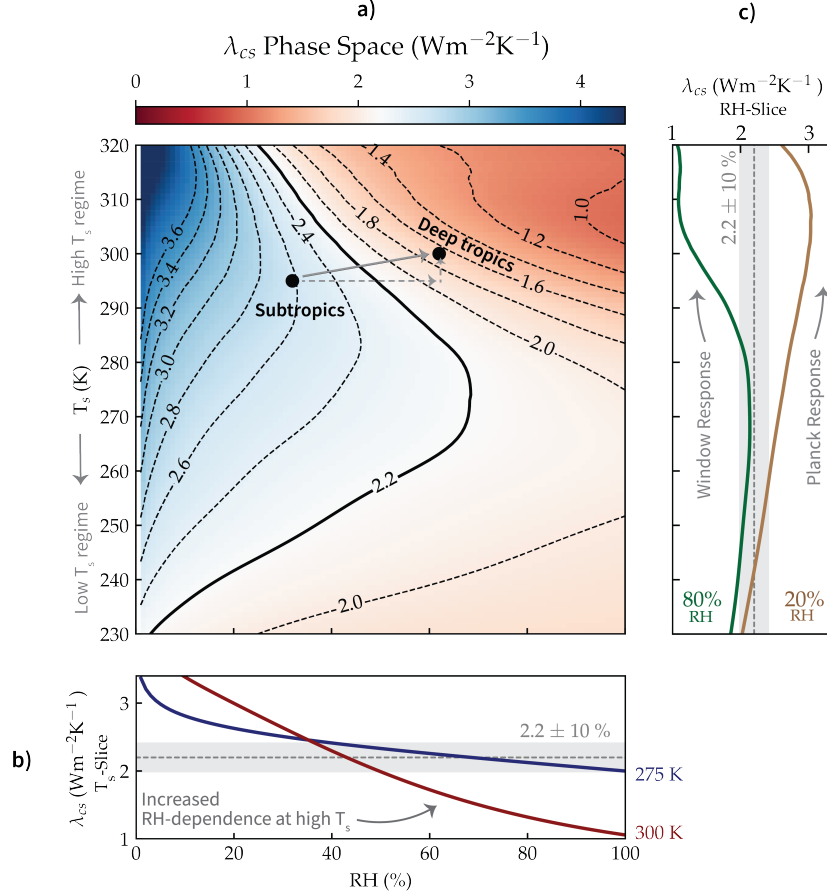 a)
λcs Phase Space (Wm−2K−1)
0 1 2 3 4
320
310
300
290
280
270
260
250
240
230
Low Ts regime
Ts (K)
High Ts regime
3.6
3.4
3.2
3.0
2.8
2.6
2.4
2.2
2.0
1.4
1.8
1.0
1.2
1.6
2.0
Deep tropics
Subtropics
c)
λcs (Wm−2K−1)
RH-Slice
1 2 3
2.2 ± 10 %
Window Response
Planck Response
80%
RH
20%
RH
b)
λcs (Wm−2K−1)
Ts-Slice
3
2
1
2.2 ± 10 %
275 K
300 K
Increased
RH-dependence at high Ts
0 20 40 60 80 100
RH (%)